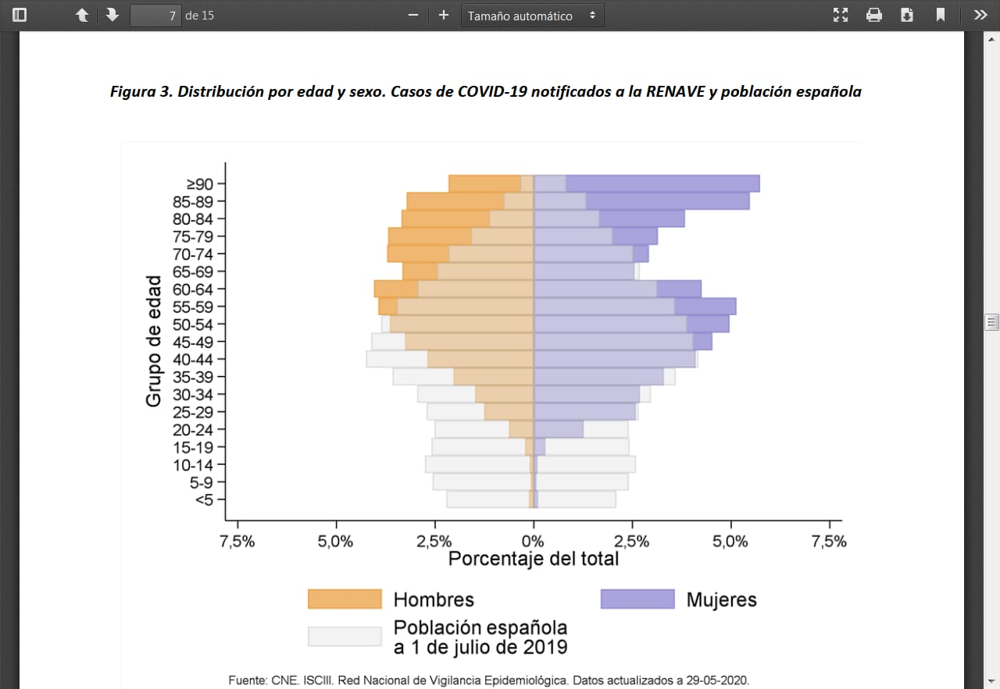 7 de 15
Tamaño automático
Figura 3. Distribución por edad y sexo. Casos de COVID-19 notificados a la RENAVE y población española
Grupo de edad
≥90
85-89
80-84
75-79
70-74
65-69
60-64
55-59
50-54
45-49
40-44
35-39
30-34
25-29
20-24
15-19
10-14
5-9
<5
7,5% 5,0% 2,5% 0% 2,5% 5,0% 7,5%
Porcentaje del total
Hombres Mujeres
Población española
a 1 de julio de 2019
Fuente: CNE. ISCIII. Red Nacional de Vigilancia Epidemiológica. Datos actualizados a 29-05-2020.